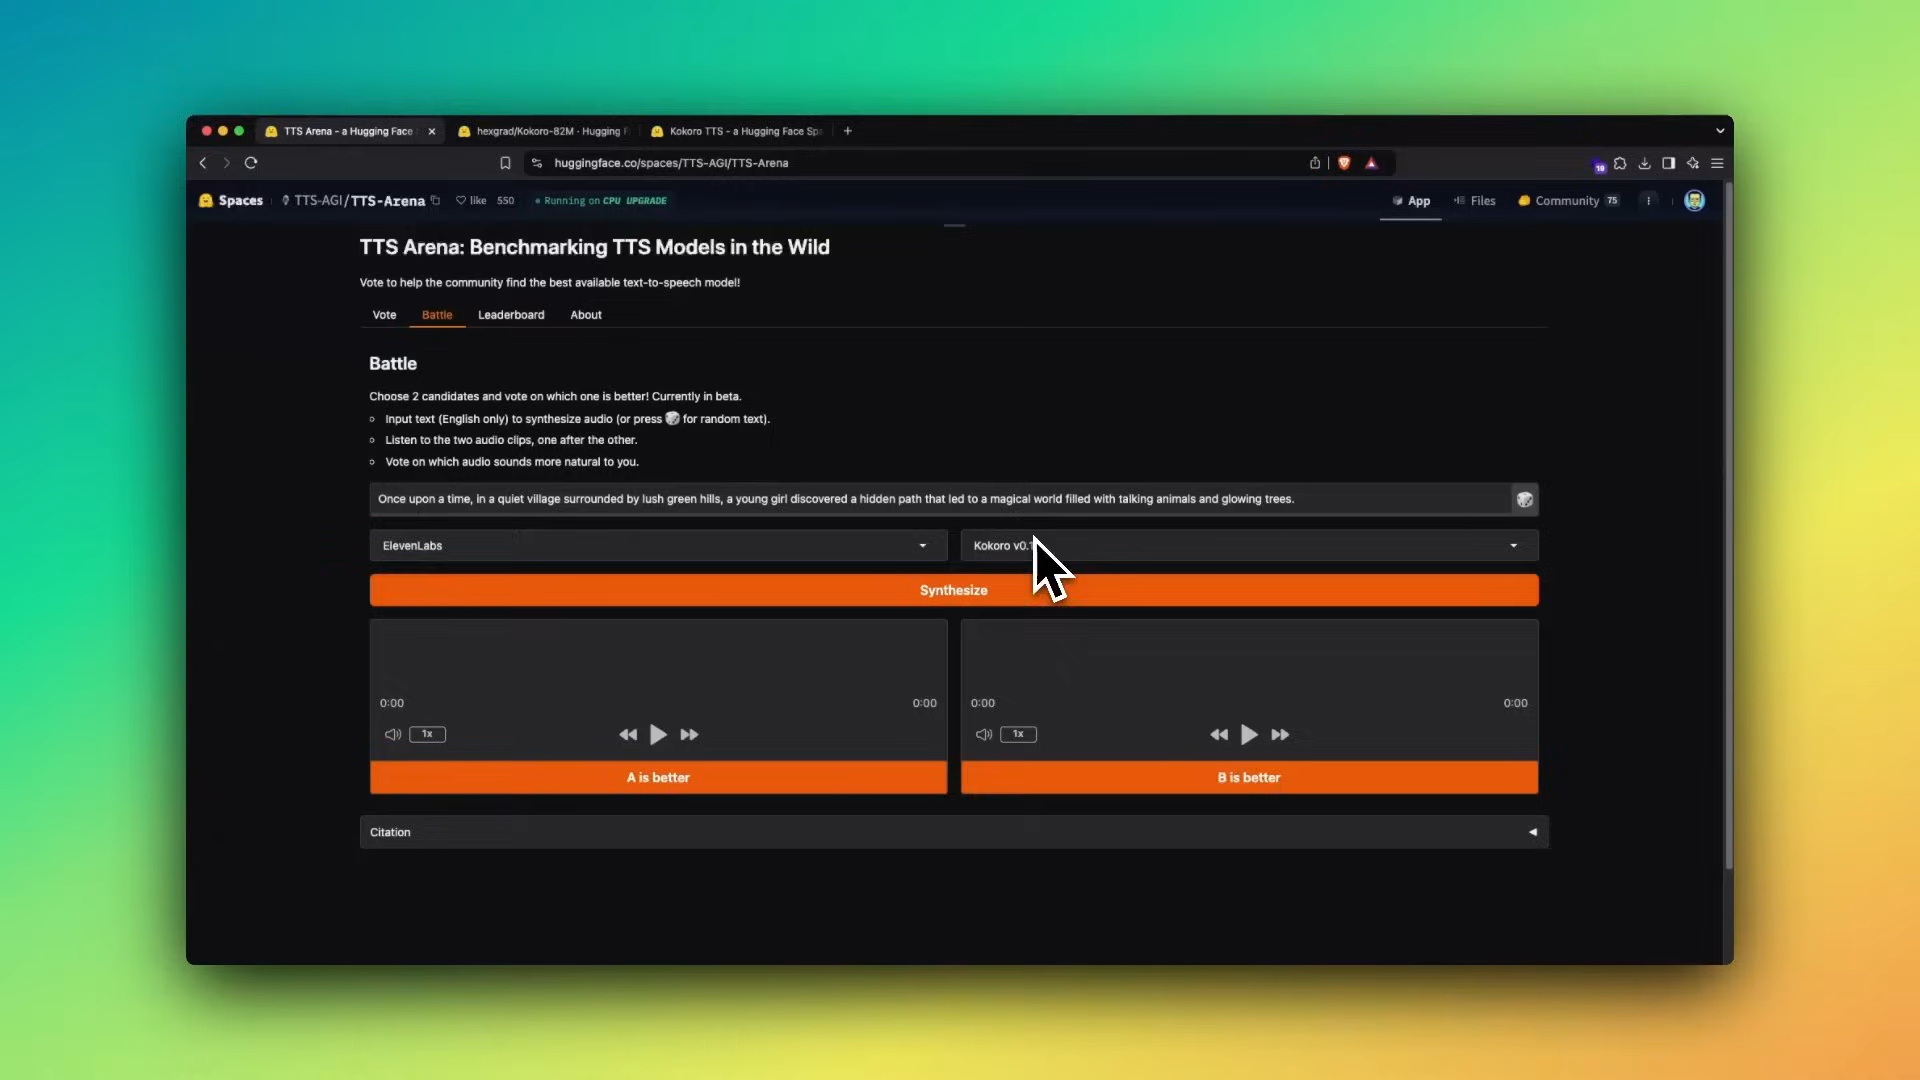 TTS Arena - a Hugging Face
hexgrad/Kokoro-82M · Hugging F
Kokoro TTS - a Hugging Face Sp
huggingface.co/spaces/TTS-AGI/TTS-Arena
19
Spaces
TTS-AGI/TTS-Arena
like 550
Running on CPU UPGRADE
App
Files
Community 75
TTS Arena: Benchmarking TTS Models in the Wild
Vote to help the community find the best available text-to-speech model!
Vote Battle Leaderboard About
Battle
Choose 2 candidates and vote on which one is better! Currently in beta.
Input text (English only) to synthesize audio (or press 🎲 for random text).
Listen to the two audio clips, one after the other.
Vote on which audio sounds more natural to you.
Once upon a time, in a quiet village surrounded by lush green hills, a young girl discovered a hidden path that led to a magical world filled with talking animals and glowing trees.
ElevenLabs
Kokoro
Synthesize
0:00 0:00 0:00 0:00
1x 1x
A is better
B is better
Citation